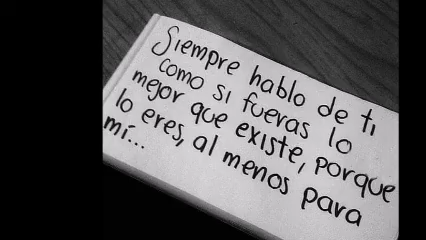 Siempre hablo de ti
como si fueras lo
mejor que existe, porque
lo eres, al menos para
mí...